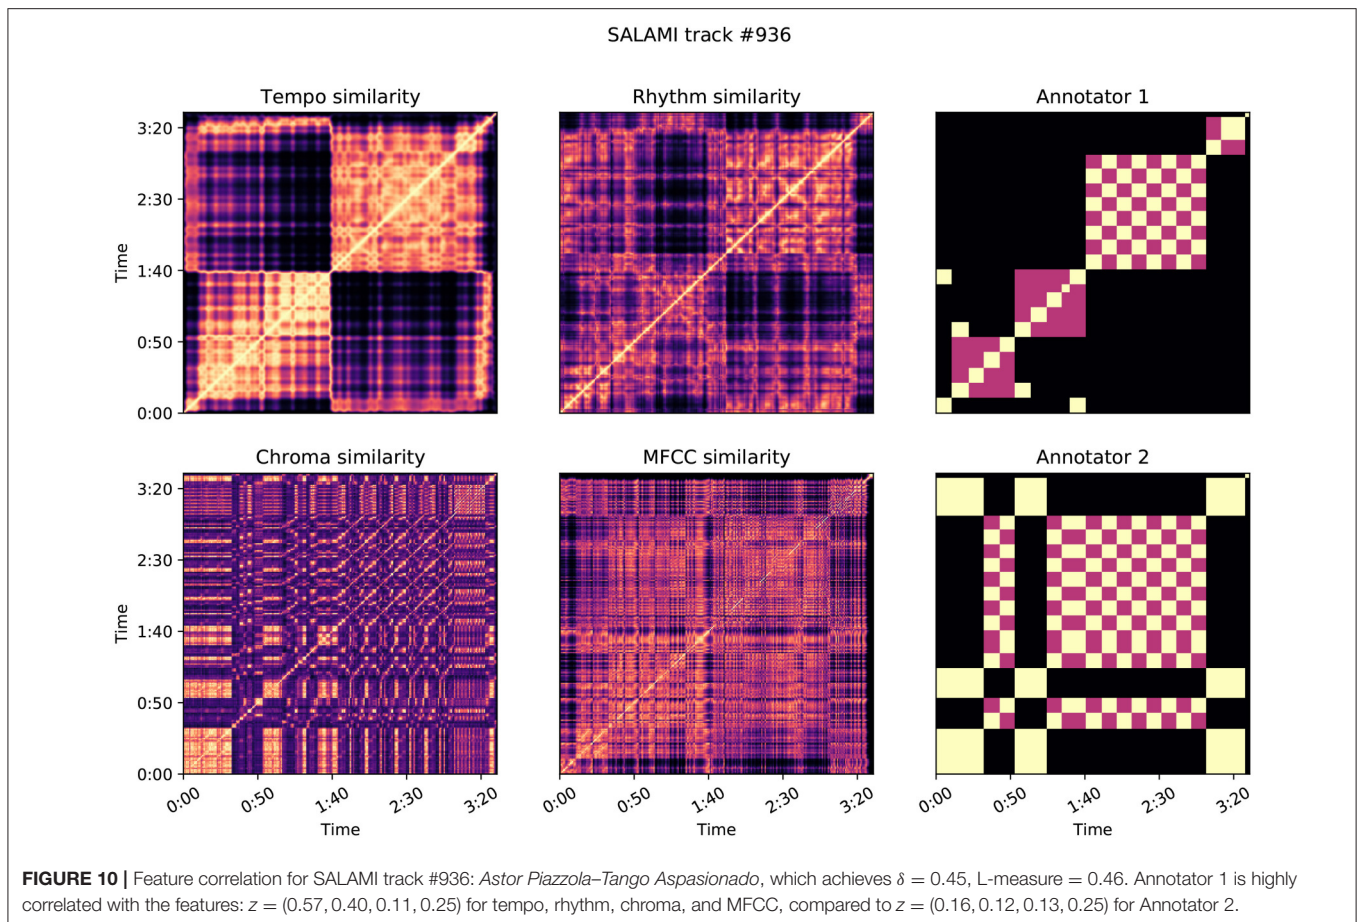 SALAMI track #936
Tempo similarity
Rhythm similarity
Annotator 1
3:20
2:30
1:40
0:50
0:00
Time
Chroma similarity
MFCC similarity
Annotator 2
3:20
2:30
1:40
0:50
0:00
Time
0:00 0:50 1:40 2:30 3:20
Time
0:00 0:50 1:40 2:30 3:20
Time
0:00 0:50 1:40 2:30 3:20
Time
FIGURE 10 | Feature correlation for SALAMI track #936: Astor Piazzola–Tango Aspasionado, which achieves δ = 0.45, L-measure = 0.46. Annotator 1 is highly
correlated with the features: z = (0.57, 0.40, 0.11, 0.25) for tempo, rhythm, chroma, and MFCC, compared to z = (0.16, 0.12, 0.13, 0.25) for Annotator 2.